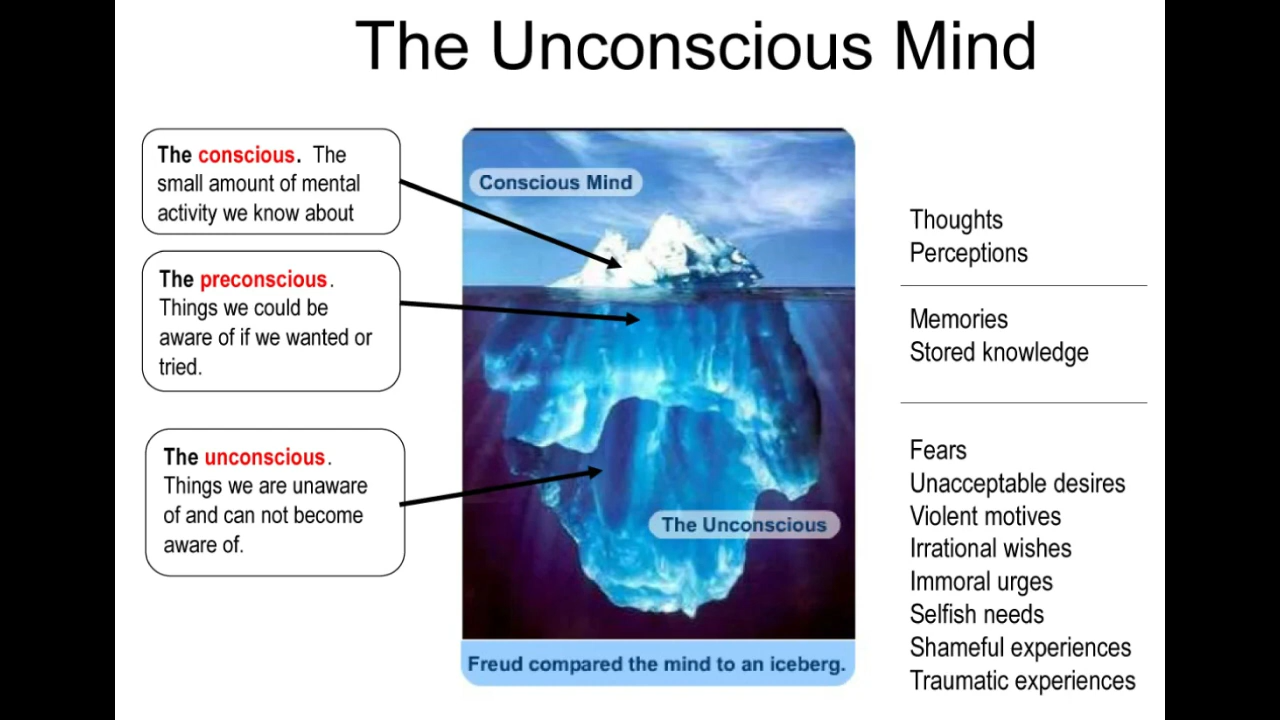 The Unconscious Mind
The conscious. The
small amount of mental
activity we know about
The preconscious.
Things we could be
aware of if we wanted or
tried.
The unconscious.
Things we are unaware
of and can not become
aware of.
Conscious Mind
The Unconscious
Freud compared the mind to an iceberg.
Thoughts
Perceptions
Memories
Stored knowledge
Fears
Unacceptable desires
Violent motives
Irrational wishes
Immoral urges
Selfish needs
Shameful experiences
Traumatic experiences